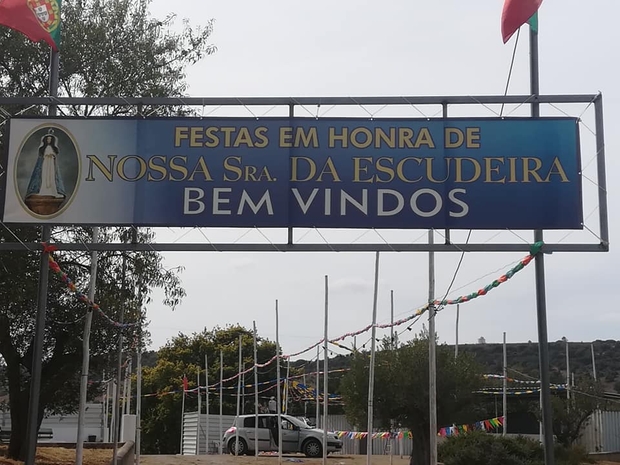 FESTAS EM HONRA DE
NOSSA SRA. DA ESCUDEIRA
BEM VINDOS